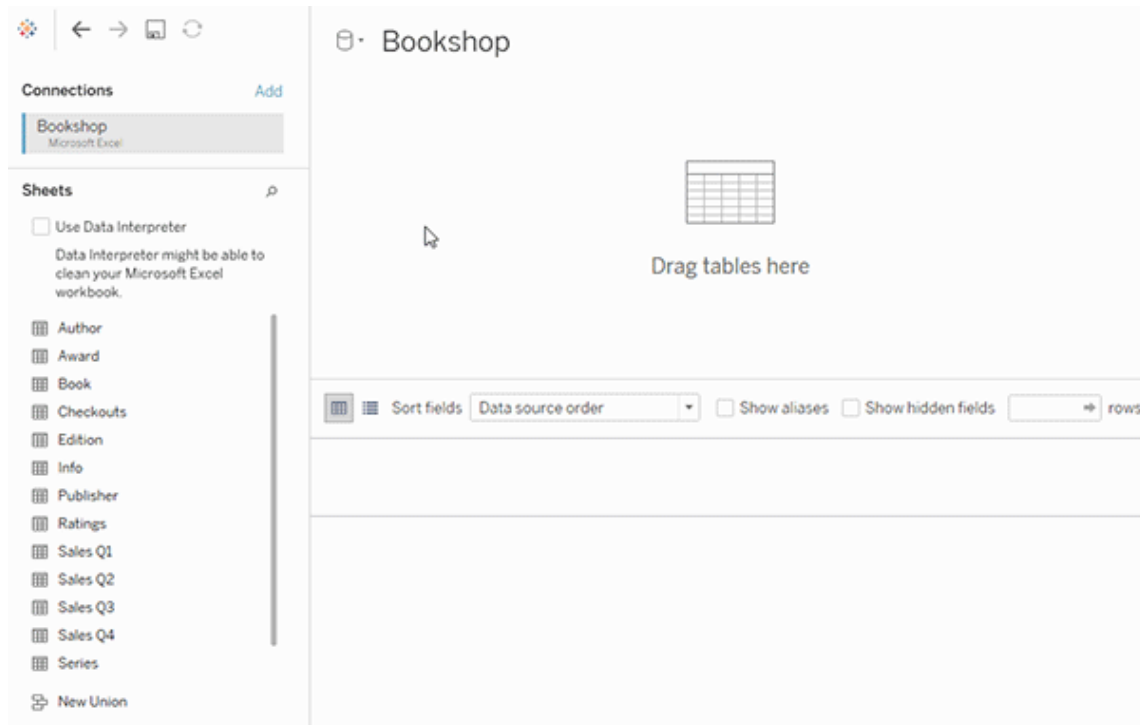 Bookshop
Connections
Add
Bookshop
Microsoft Excel
Sheets
Use Data Interpreter
Data Interpreter might be able to
clean your Microsoft Excel
workbook.
Author
Award
Book
Checkouts
Edition
Info
Publisher
Ratings
Sales Q1
Sales Q2
Sales Q3
Sales Q4
Series
New Union
Drag tables here
Sort fields Data source order Show aliases Show hidden fields rows